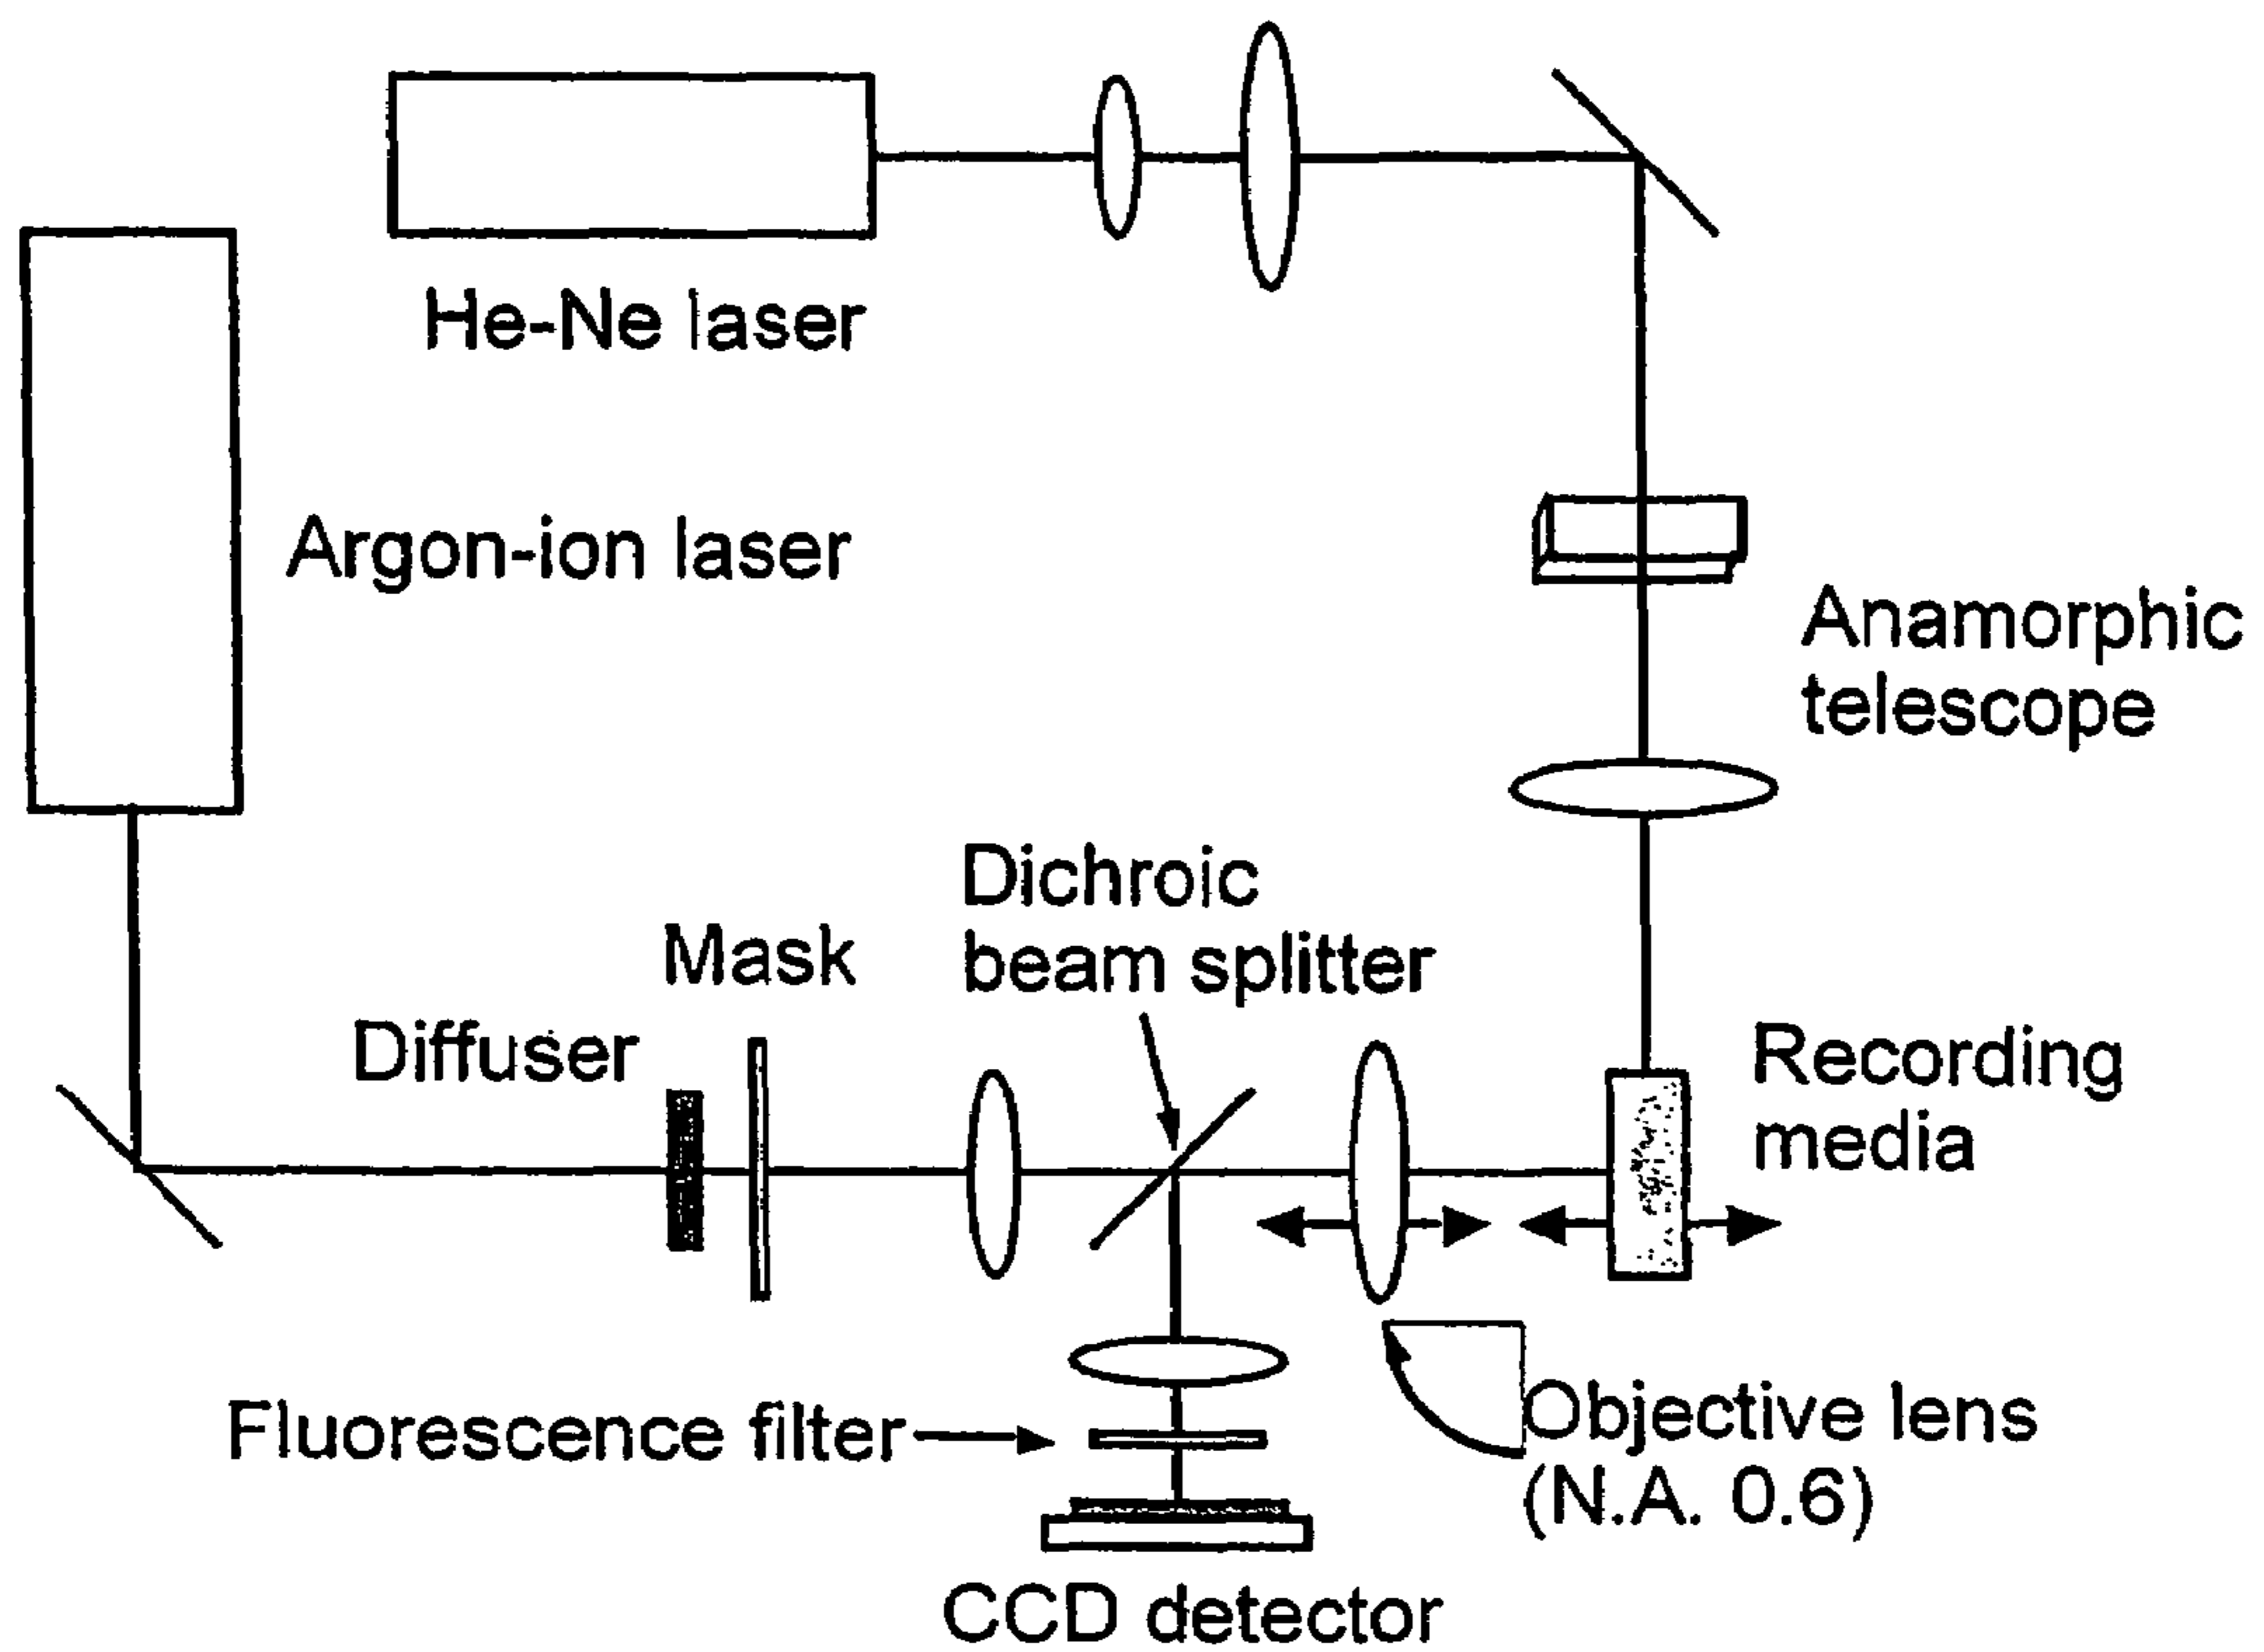 He-Ne laser
Argon-ion laser
Anamorphic
telescope
Dichroic
beam splitter
Mask
Diffuser
Recording
media
Fluorescence filter
Objective lens
(N.A. 0.6)
CCD detector